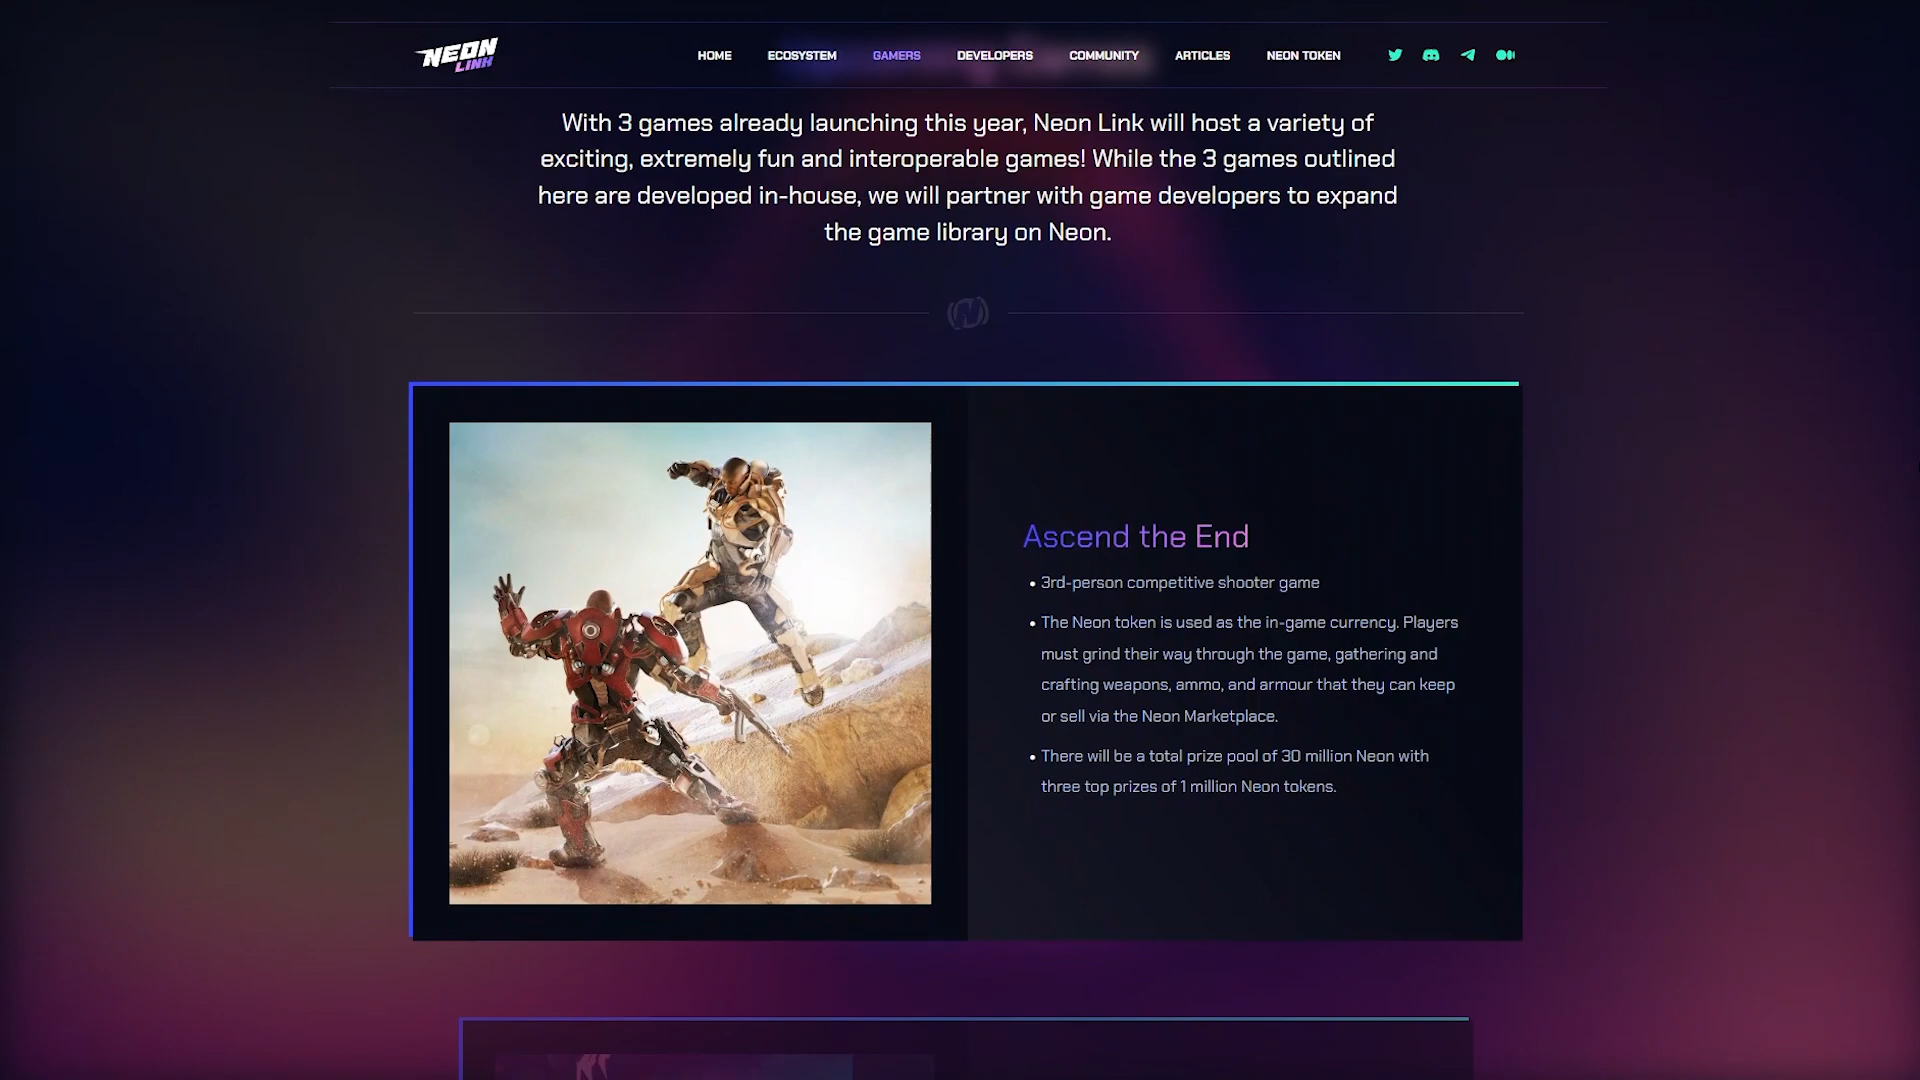 NEON
LINK
HOME ECOSYSTEM GAMERS DEVELOPERS COMMUNITY ARTICLES NEON TOKEN
With 3 games already launching this year, Neon Link will host a variety of
exciting, extremely fun and interoperable games! While the 3 games outlined
here are developed in-house, we will partner with game developers to expand
the game library on Neon.
N
Ascend the End
• 3rd-person competitive shooter game
• The Neon token is used as the in-game currency. Players
must grind their way through the game, gathering and
crafting weapons, ammo, and armour that they can keep
or sell via the Neon Marketplace.
• There will be a total prize pool of 30 million Neon with
three top prizes of 1 million Neon tokens.